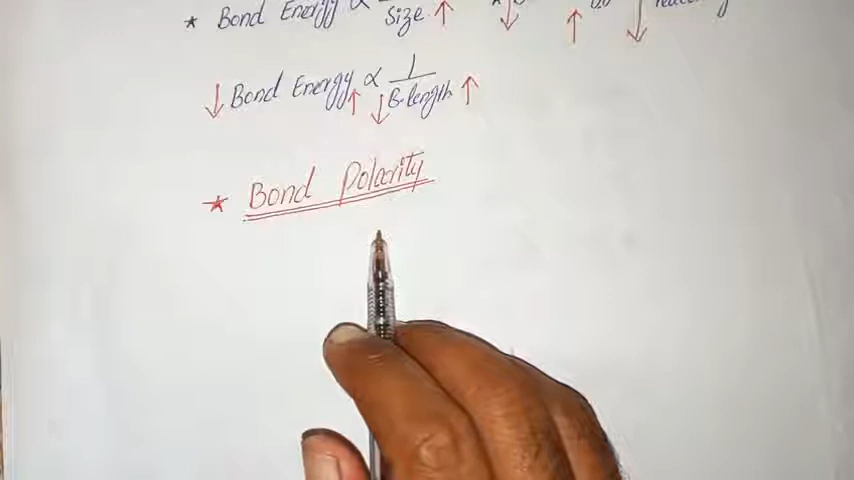 * Bond Energy ∝
Size ↑
↓ Bond Energy ↑ ∝ 1 / ↓ B.length ↑
* Bond Polarity